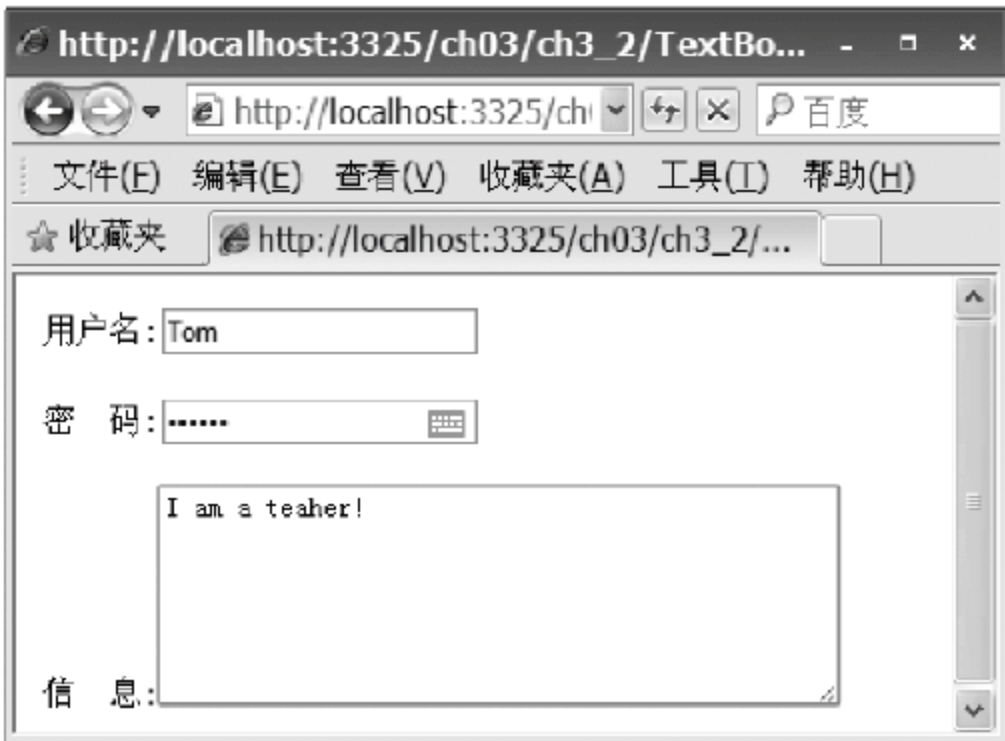 http://localhost:3325/ch03/ch3_2/TextBo...
http://localhost:3325/ch 百度
文件(F) 编辑(E) 查看(V) 收藏夹(A) 工具(T) 帮助(H)
收藏夹 http://localhost:3325/ch03/ch3_2/...
用户名:Tom
密 码:••••••
I am a teaher!
信 息: